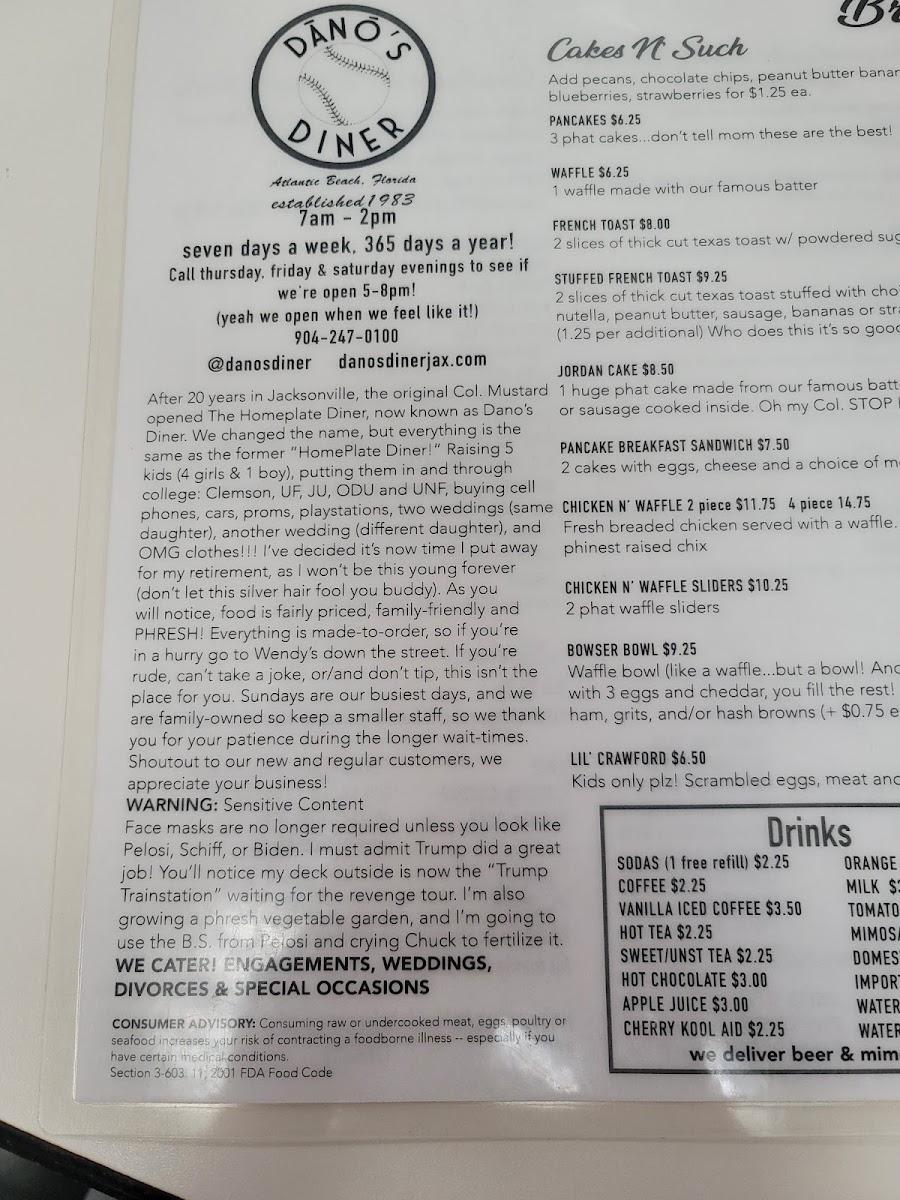 DĀNŌ'S
DINER
Atlantic Beach, Florida
established 1983
7am – 2pm
seven days a week, 365 days a year!
Call thursday, friday & saturday evenings to see if
we're open 5-8pm!
(yeah we open when we feel like it!)
904-247-0100
@danosdiner danosdinerjax.com
After 20 years in Jacksonville, the original Col. Mustard
opened The Homeplate Diner, now known as Dano's
Diner. We changed the name, but everything is the
same as the former "HomePlate Diner!" Raising 5
kids (4 girls & 1 boy), putting them in and through
college: Clemson, UF, JU, ODU and UNF, buying cell
phones, cars, proms, playstations, two weddings (same
daughter), another wedding (different daughter), and
OMG clothes!!! I've decided it's now time I put away
for my retirement, as I won't be this young forever
(don't let this silver hair fool you buddy). As you
will notice, food is fairly priced, family-friendly and
PHRESH! Everything is made-to-order, so if you're
in a hurry go to Wendy's down the street. If you're
rude, can't take a joke, or/and don't tip, this isn't the
place for you. Sundays are our busiest days, and we
are family-owned so keep a smaller staff, so we thank
you for your patience during the longer wait-times.
Shoutout to our new and regular customers, we
appreciate your business!
WARNING: Sensitive Content
Face masks are no longer required unless you look like
Pelosi, Schiff, or Biden. I must admit Trump did a great
job! You'll notice my deck outside is now the "Trump
Trainstation" waiting for the revenge tour. I'm also
growing a phresh vegetable garden, and I'm going to
use the B.S. from Pelosi and crying Chuck to fertilize it.
WE CATER! ENGAGEMENTS, WEDDINGS,
DIVORCES & SPECIAL OCCASIONS
CONSUMER ADVISORY: Consuming raw or undercooked meat, eggs, poultry or
seafood increases your risk of contracting a foodborne illness -- especially if you
have certain medical conditions.
Section 3-603.11, 2001 FDA Food Code
Br
Cakes N' Such
Add pecans, chocolate chips, peanut butter banan
blueberries, strawberries for $1.25 ea.
PANCAKES $6.25
3 phat cakes...don't tell mom these are the best!
WAFFLE $6.25
1 waffle made with our famous batter
FRENCH TOAST $8.00
2 slices of thick cut texas toast w/ powdered sug
STUFFED FRENCH TOAST $9.25
2 slices of thick cut texas toast stuffed with choi
nutella, peanut butter, sausage, bananas or stra
(1.25 per additional) Who does this it's so good
JORDAN CAKE $8.50
1 huge phat cake made from our famous batt
or sausage cooked inside. Oh my Col. STOP
PANCAKE BREAKFAST SANDWICH $7.50
2 cakes with eggs, cheese and a choice of m
CHICKEN N' WAFFLE 2 piece $11.75 4 piece 14.75
Fresh breaded chicken served with a waffle.
phinest raised chix
CHICKEN N' WAFFLE SLIDERS $10.25
2 phat waffle sliders
BOWSER BOWL $9.25
Waffle bowl (like a waffle...but a bowl! And
with 3 eggs and cheddar, you fill the rest!
ham, grits, and/or hash browns (+ $0.75 e
LIL' CRAWFORD $6.50
Kids only plz! Scrambled eggs, meat and
Drinks
SODAS (1 free refill) $2.25
COFFEE $2.25
VANILLA ICED COFFEE $3.50
HOT TEA $2.25
SWEET/UNST TEA $2.25
HOT CHOCOLATE $3.00
APPLE JUICE $3.00
CHERRY KOOL AID $2.25
ORANGE
MILK $
TOMATO
MIMOSA
DOMES
IMPOR
WATER
WATER
we deliver beer & mim